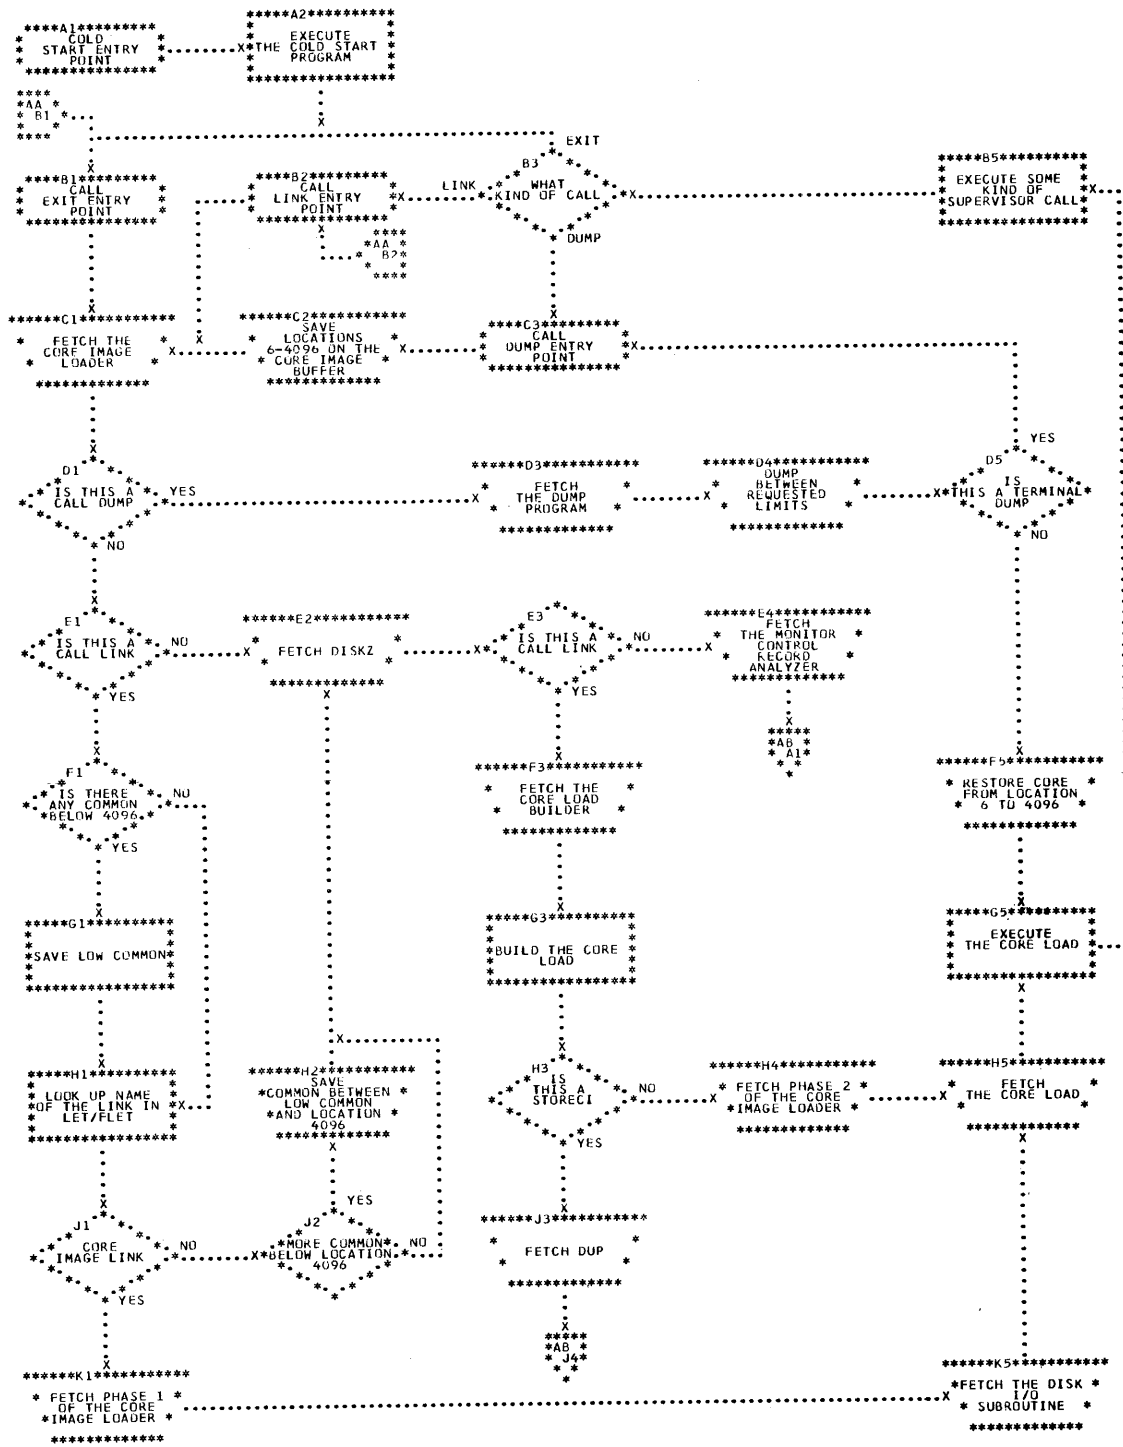 A1
COLD
START ENTRY
POINT
A2
EXECUTE
THE COLD START
PROGRAM
AA
B1
EXIT
B1
CALL
EXIT ENTRY
POINT
B2
CALL
LINK ENTRY
POINT
LINK
B3
WHAT
KIND OF CALL
DUMP
B5
EXECUTE SOME
KIND OF
SUPERVISOR CALL
AA
B2
C1
FETCH THE
CORE IMAGE
LOADER
C2
SAVE
LOCATIONS
6-4096 ON THE
CORE IMAGE
BUFFER
C3
CALL
DUMP ENTRY
POINT
D1
IS THIS A
CALL DUMP
YES
NO
D3
FETCH
THE DUMP
PROGRAM
D4
DUMP
BETWEEN
REQUESTED
LIMITS
YES
D5
IS
THIS A TERMINAL
DUMP
NO
E1
IS THIS A
CALL LINK
NO
YES
E2
FETCH DISKZ
E3
IS THIS A
CALL LINK
NO
YES
E4
FETCH
THE MONITOR
CONTROL
RECORD
ANALYZER
AB
A1
F1
IS THERE
ANY COMMON
BELOW 4096
NO
YES
F3
FETCH THE
CORE LOAD
BUILDER
F5
RESTORE CORE
FROM LOCATION
6 TO 4096
G1
SAVE LOW COMMON
G3
BUILD THE CORE
LOAD
G5
EXECUTE
THE CORE LOAD
H1
LOOK UP NAME
OF THE LINK IN
LET/FLET
H2
SAVE
COMMON BETWEEN
LOW COMMON
AND LOCATION
4096
H3
IS
THIS A
STORECI
NO
YES
H4
FETCH PHASE 2
OF THE CORE
IMAGE LOADER
H5
FETCH
THE CORE LOAD
J1
CORE
IMAGE LINK
NO
YES
YES
J2
MORE COMMON
BELOW LOCATION
4096
NO
J3
FETCH DUP
AB
J4
K1
FETCH PHASE 1
OF THE CORE
IMAGE LOADER
K5
FETCH THE DISK
I/O
SUBROUTINE